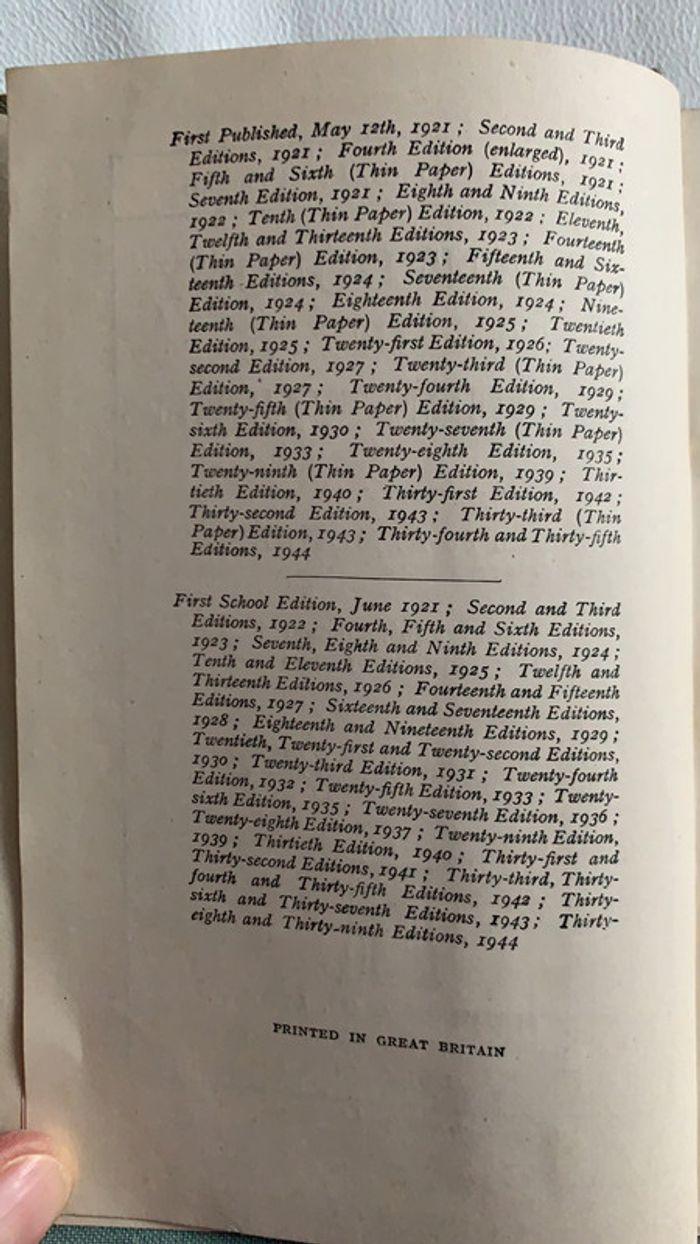 First Published, May 12th, 1921 ; Second and Third
Editions, 1921 ; Fourth Edition (enlarged), 1921 ;
Fifth and Sixth (Thin Paper) Editions, 1921 ;
Seventh Edition, 1921 ; Eighth and Ninth Editions,
1922 ; Tenth (Thin Paper) Edition, 1922 ; Eleventh,
Twelfth and Thirteenth Editions, 1923 ; Fourteenth
(Thin Paper) Edition, 1923 ; Fifteenth and Six-
teenth Editions, 1924 ; Seventeenth (Thin Paper)
Edition, 1924 ; Eighteenth Edition, 1924 ; Nine-
teenth (Thin Paper) Edition, 1925 ; Twentieth
Edition, 1925 ; Twenty-first Edition, 1926; Twenty-
second Edition, 1927 ; Twenty-third (Thin Paper)
Edition, 1927 ; Twenty-fourth Edition, 1929 ;
Twenty-fifth (Thin Paper) Edition, 1929 ; Twenty-
sixth Edition, 1930 ; Twenty-seventh (Thin Paper)
Edition, 1933 ; Twenty-eighth Edition, 1935 ;
Twenty-ninth (Thin Paper) Edition, 1939 ; Thir-
tieth Edition, 1940 ; Thirty-first Edition, 1942 ;
Thirty-second Edition, 1943 ; Thirty-third (Thin
Paper) Edition, 1943 ; Thirty-fourth and Thirty-fifth
Editions, 1944
First School Edition, June 1921 ; Second and Third
Editions, 1922 ; Fourth, Fifth and Sixth Editions,
1923 ; Seventh, Eighth and Ninth Editions, 1924 ;
Tenth and Eleventh Editions, 1925 ; Twelfth and
Thirteenth Editions, 1926 ; Fourteenth and Fifteenth
Editions, 1927 ; Sixteenth and Seventeenth Editions,
1928 ; Eighteenth and Nineteenth Editions, 1929 ;
Twentieth, Twenty-first and Twenty-second Editions,
1930 ; Twenty-third Edition, 1931 ; Twenty-fourth
Edition, 1932 ; Twenty-fifth Edition, 1933 ; Twenty-
sixth Edition, 1935 ; Twenty-seventh Edition, 1936 ;
Twenty-eighth Edition, 1937 ; Twenty-ninth Edition,
1939 ; Thirtieth Edition, 1940 ; Thirty-first and
Thirty-second Editions, 1941 ; Thirty-third, Thirty-
fourth and Thirty-fifth Editions, 1942 ; Thirty-
sixth and Thirty-seventh Editions, 1943 ; Thirty-
eighth and Thirty-ninth Editions, 1944
PRINTED IN GREAT BRITAIN